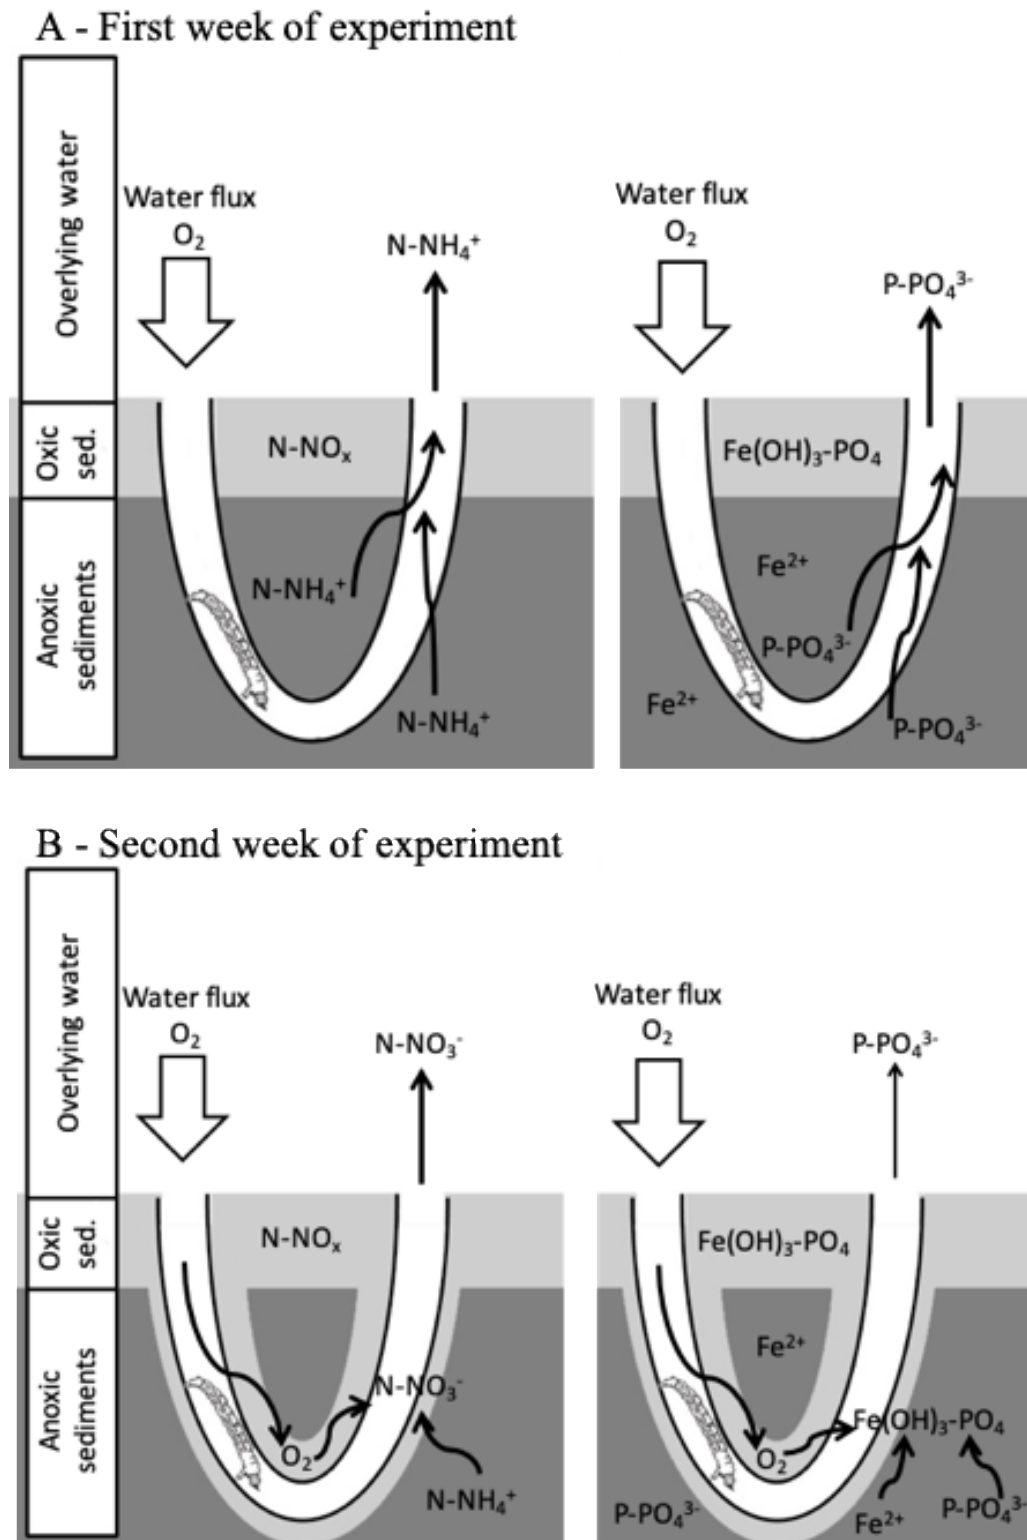 A - First week of experiment
Overlying water
Oxic
sed.
Anoxic
sediments
Water flux
O₂
N-NH₄⁺
N-NOₓ
N-NH₄⁺
N-NH₄⁺
Water flux
O₂
P-PO₄³⁻
Fe(OH)₃-PO₄
Fe²⁺
P-PO₄³⁻
Fe²⁺
P-PO₄³⁻
B - Second week of experiment
Overlying water
Oxic
sed.
Anoxic
sediments
Water flux
O₂
N-NO₃⁻
N-NOₓ
N-NO₃⁻
O₂
N-NH₄⁺
Water flux
O₂
P-PO₄³⁻
Fe(OH)₃-PO₄
Fe²⁺
Fe(OH)₃-PO₄
O₂
P-PO₄³⁻
Fe²⁺
P-PO₄³⁻